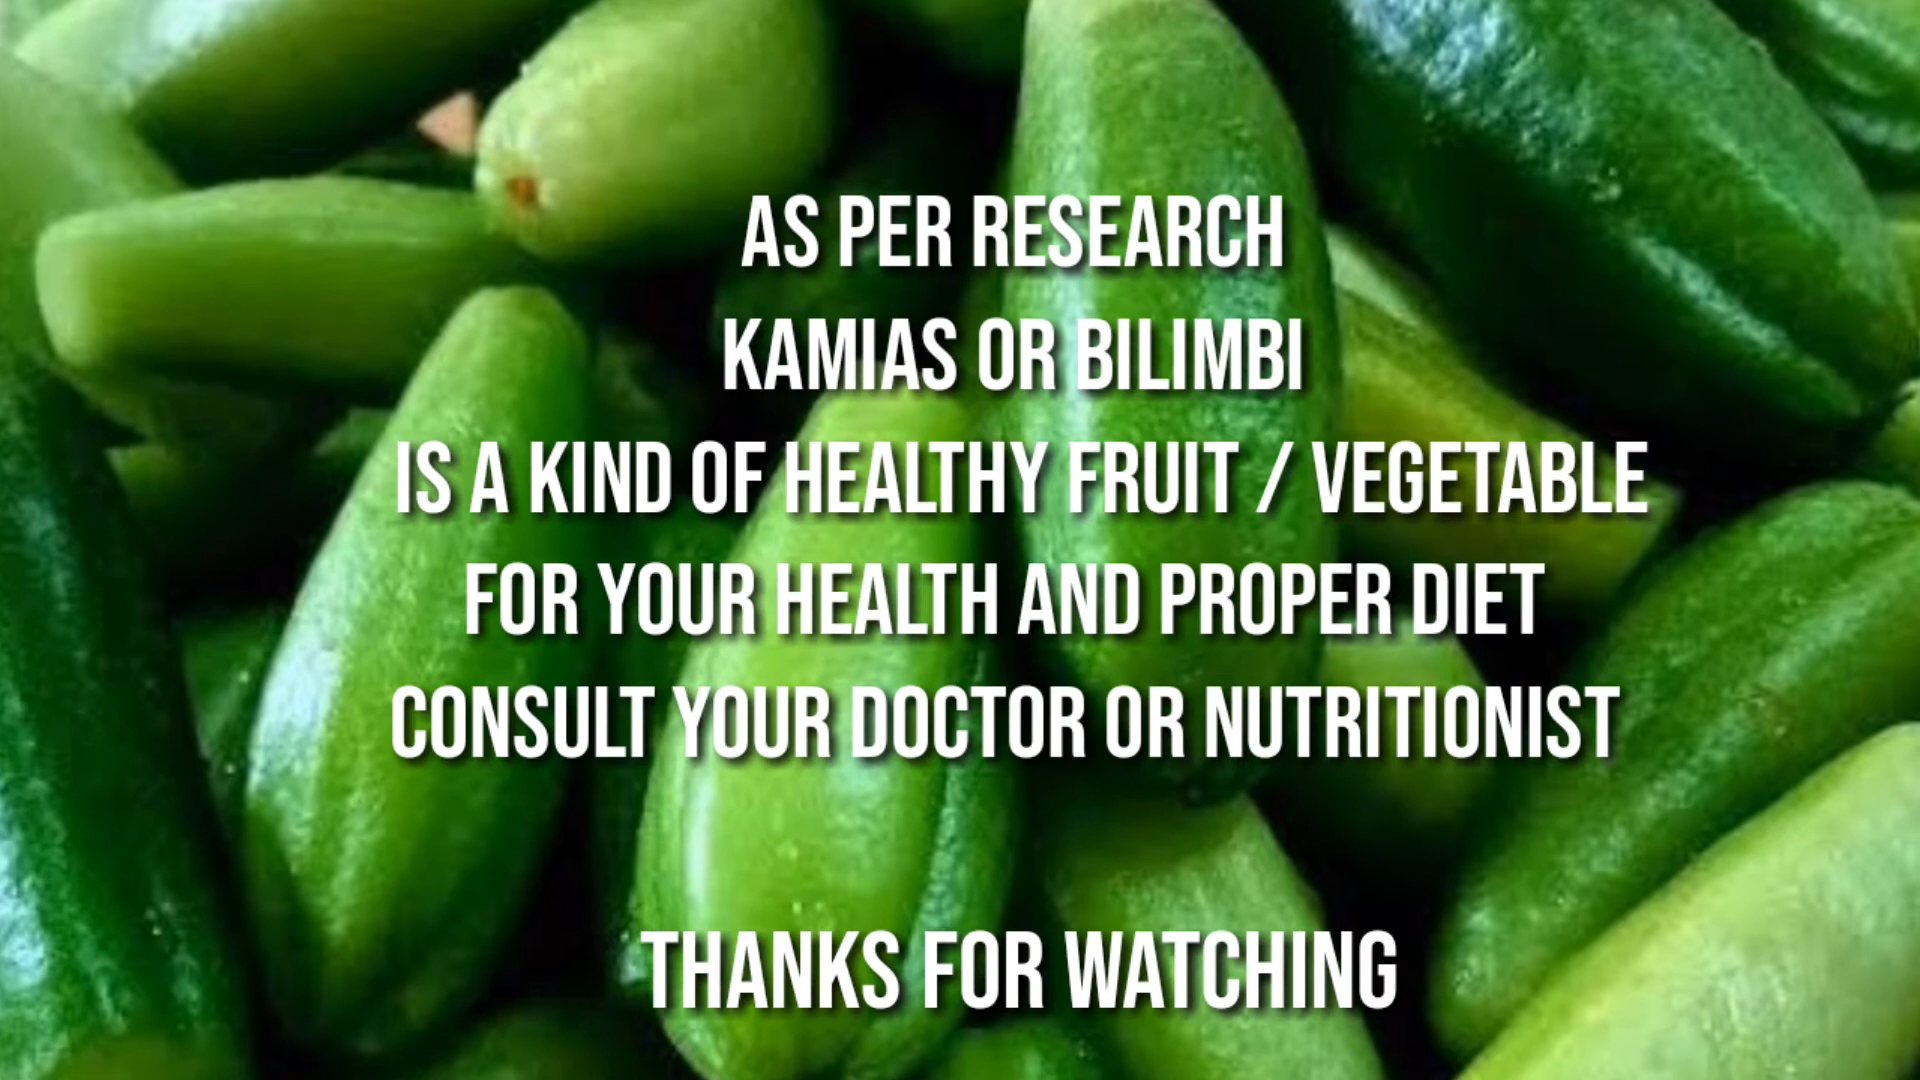 AS PER RESEARCH
KAMIAS OR BILIMBI
IS A KIND OF HEALTHY FRUIT / VEGETABLE
FOR YOUR HEALTH AND PROPER DIET
CONSULT YOUR DOCTOR OR NUTRITIONIST
THANKS FOR WATCHING